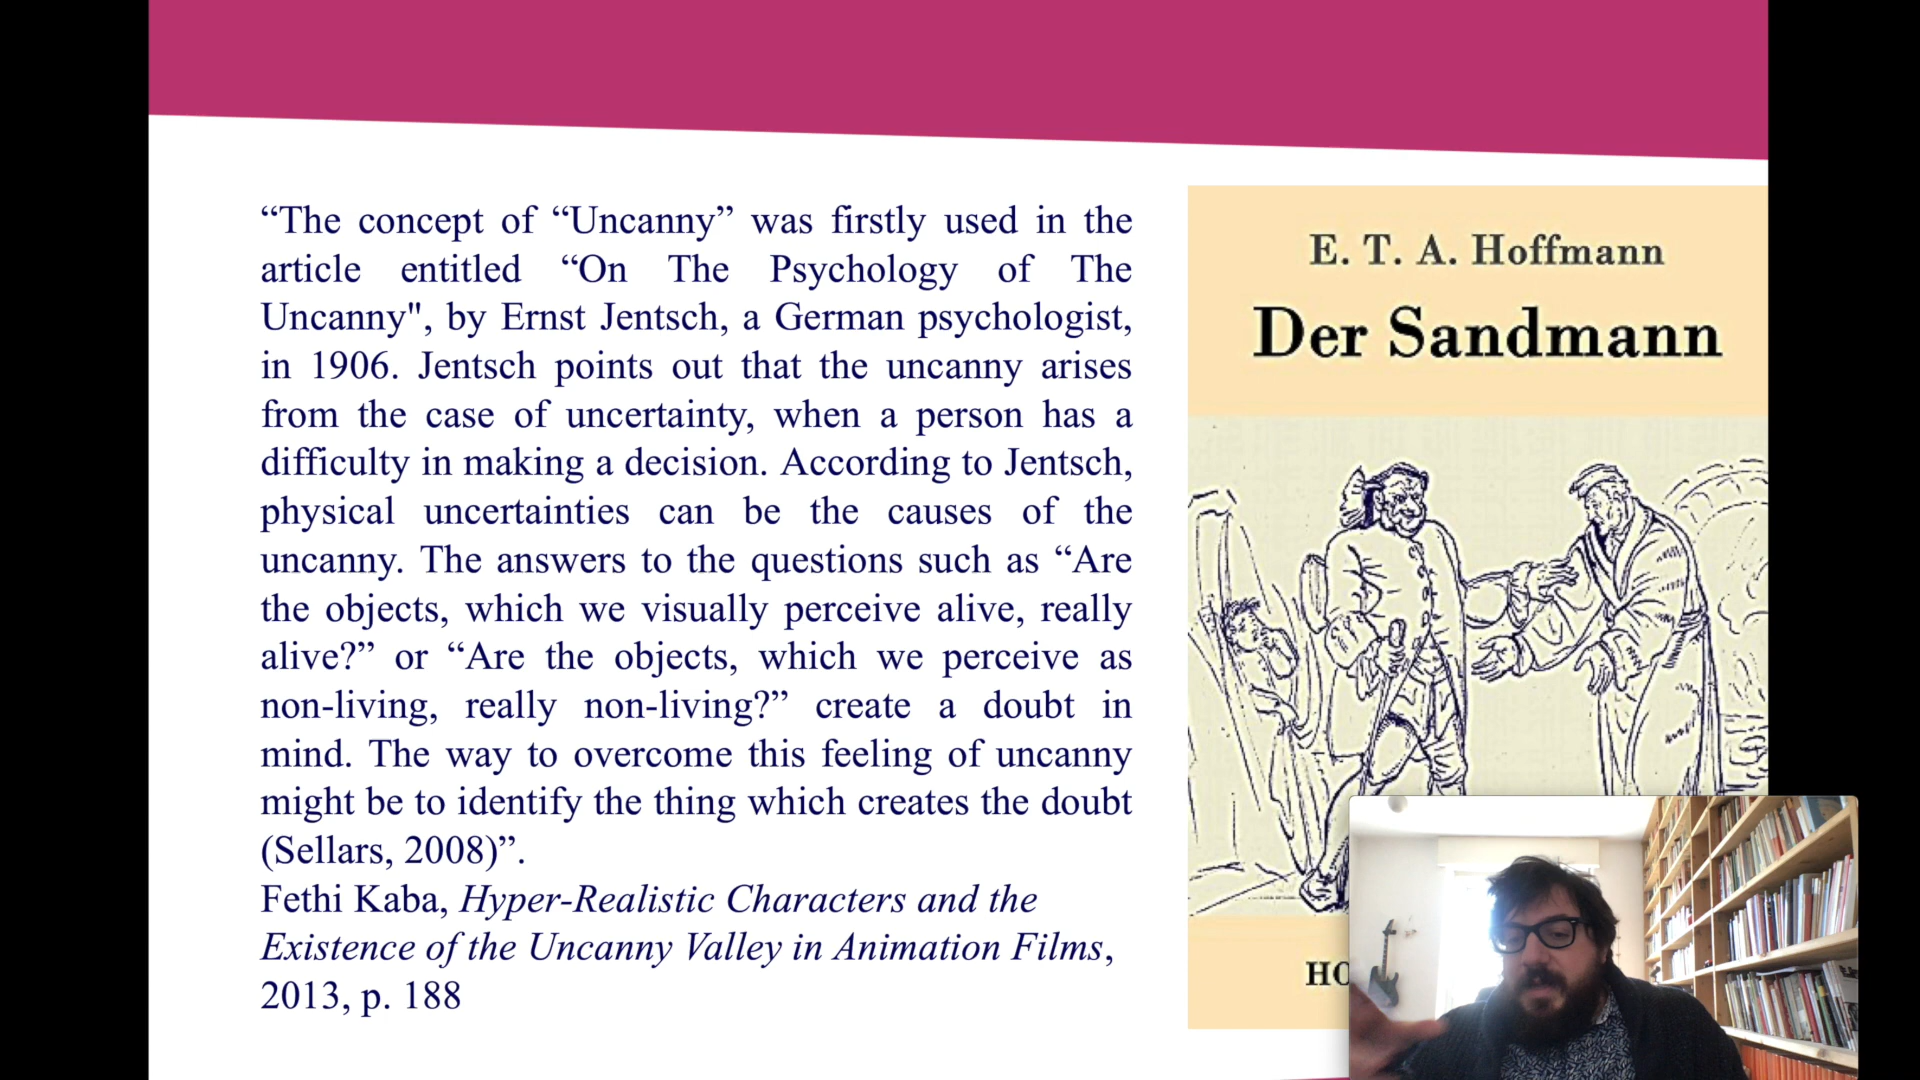 “The concept of “Uncanny” was firstly used in the
article entitled “On The Psychology of The
Uncanny", by Ernst Jentsch, a German psychologist,
in 1906. Jentsch points out that the uncanny arises
from the case of uncertainty, when a person has a
difficulty in making a decision. According to Jentsch,
physical uncertainties can be the causes of the
uncanny. The answers to the questions such as “Are
the objects, which we visually perceive alive, really
alive?” or “Are the objects, which we perceive as
non-living, really non-living?” create a doubt in
mind. The way to overcome this feeling of uncanny
might be to identify the thing which creates the doubt
(Sellars, 2008)”.
Fethi Kaba, Hyper-Realistic Characters and the
Existence of the Uncanny Valley in Animation Films,
2013, p. 188
E. T. A. Hoffmann
Der Sandmann